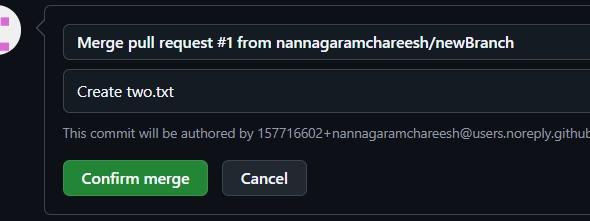 Merge pull request #1 from nannagaramchareesh/newBranch
Create two.txt
This commit will be authored by 157716602+nannagaramchareesh@users.noreply.github
Confirm merge
Cancel